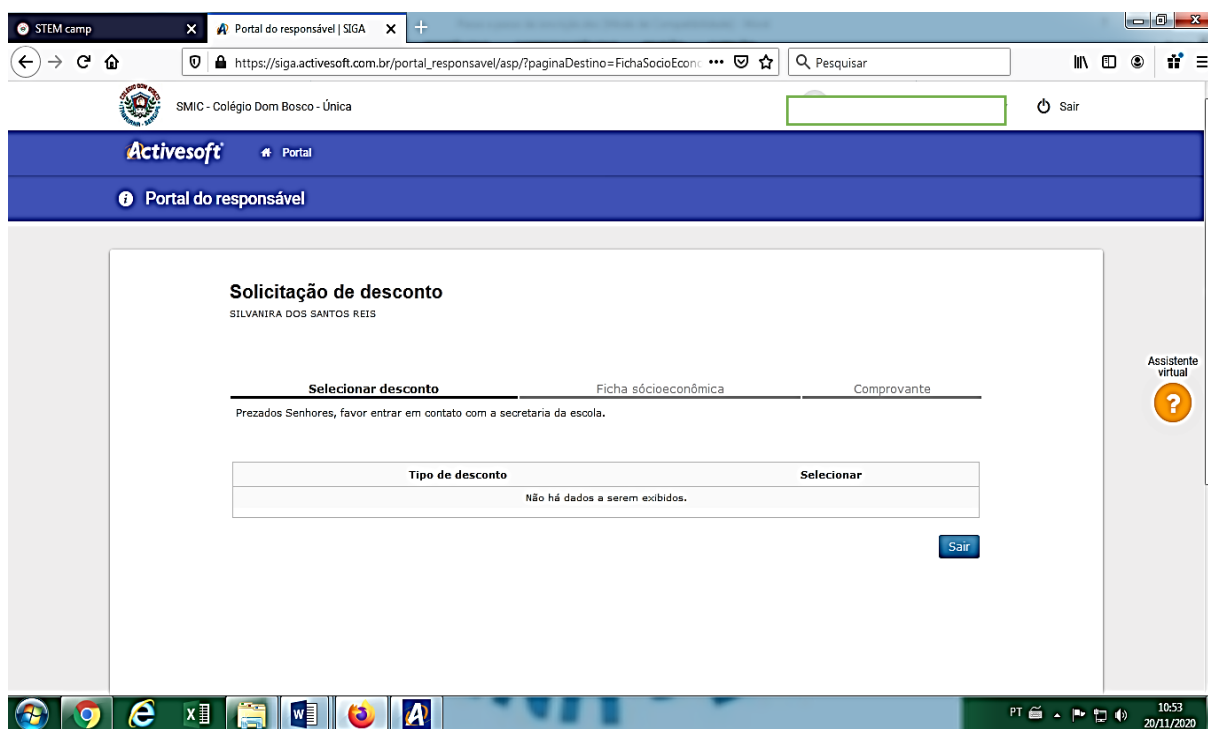 STEM camp
Portal do responsável | SIGA
https://siga.activesoft.com.br/portal_responsavel/asp/?paginaDestino=FichaSocioEcon
Pesquisar
SMIC - Colégio Dom Bosco - Única
Sair
Activesoft
Portal
Portal do responsável
Solicitação de desconto
SILVANIRA DOS SANTOS REIS
Assistente
virtual
?
Selecionar desconto Ficha sócioeconômica Comprovante
Prezados Senhores, favor entrar em contato com a secretaria da escola.
Tipo de desconto Selecionar
Não há dados a serem exibidos.
Sair
PT
10:53
20/11/2020